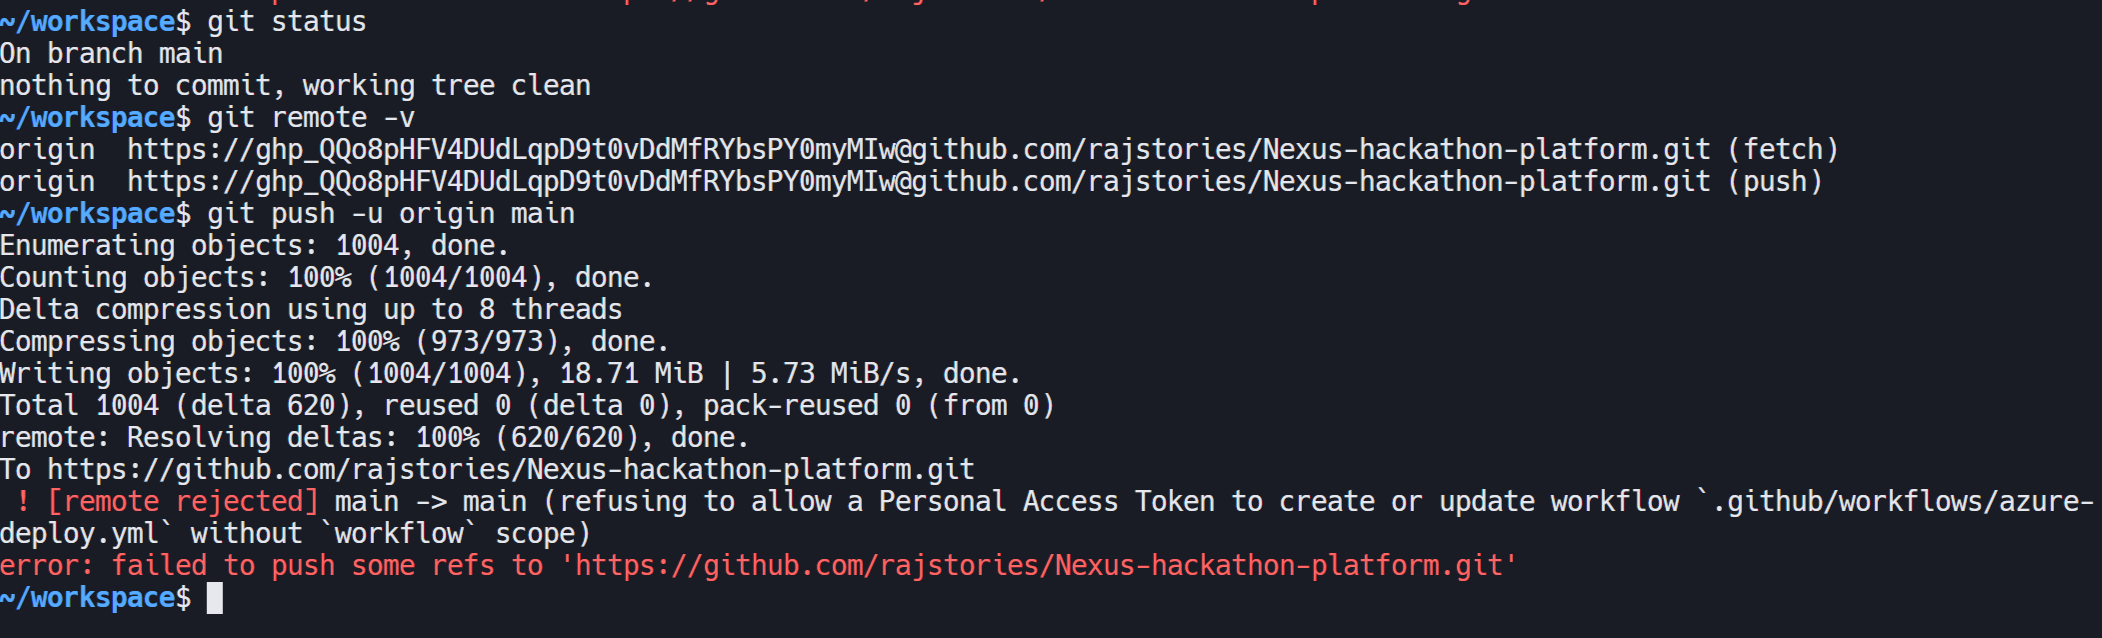 ~/workspace$ git status
On branch main
nothing to commit, working tree clean
~/workspace$ git remote -v
origin  https://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@github.com/rajstories/Nexus-hackathon-platform.git (fetch)
origin  https://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@github.com/rajstories/Nexus-hackathon-platform.git (push)
~/workspace$ git push -u origin main
Enumerating objects: 1004, done.
Counting objects: 100% (1004/1004), done.
Delta compression using up to 8 threads
Compressing objects: 100% (973/973), done.
Writing objects: 100% (1004/1004), 18.71 MiB | 5.73 MiB/s, done.
Total 1004 (delta 620), reused 0 (delta 0), pack-reused 0 (from 0)
remote: Resolving deltas: 100% (620/620), done.
To https://github.com/rajstories/Nexus-hackathon-platform.git
 ! [remote rejected] main -> main (refusing to allow a Personal Access Token to create or update workflow `.github/workflows/azure-
deploy.yml` without `workflow` scope)
error: failed to push some refs to 'https://github.com/rajstories/Nexus-hackathon-platform.git'
~/workspace$